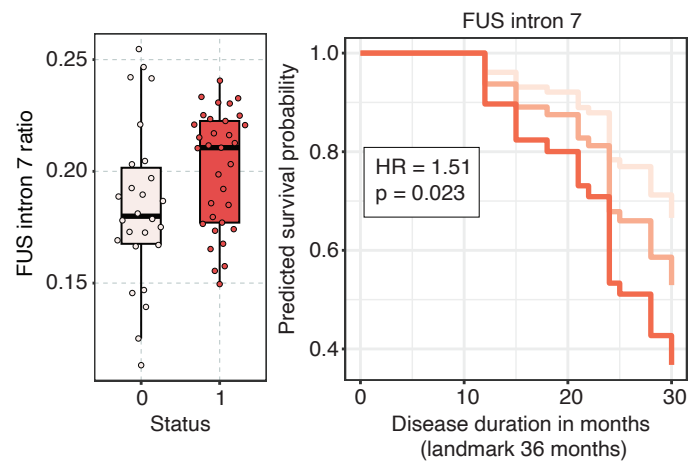 FUS intron 7 ratio
0.25
0.20
0.15
0
1
Status
FUS intron 7
Predicted survival probability
1.0
0.8
0.6
0.4
HR = 1.51
p = 0.023
0
10
20
30
Disease duration in months
(landmark 36 months)